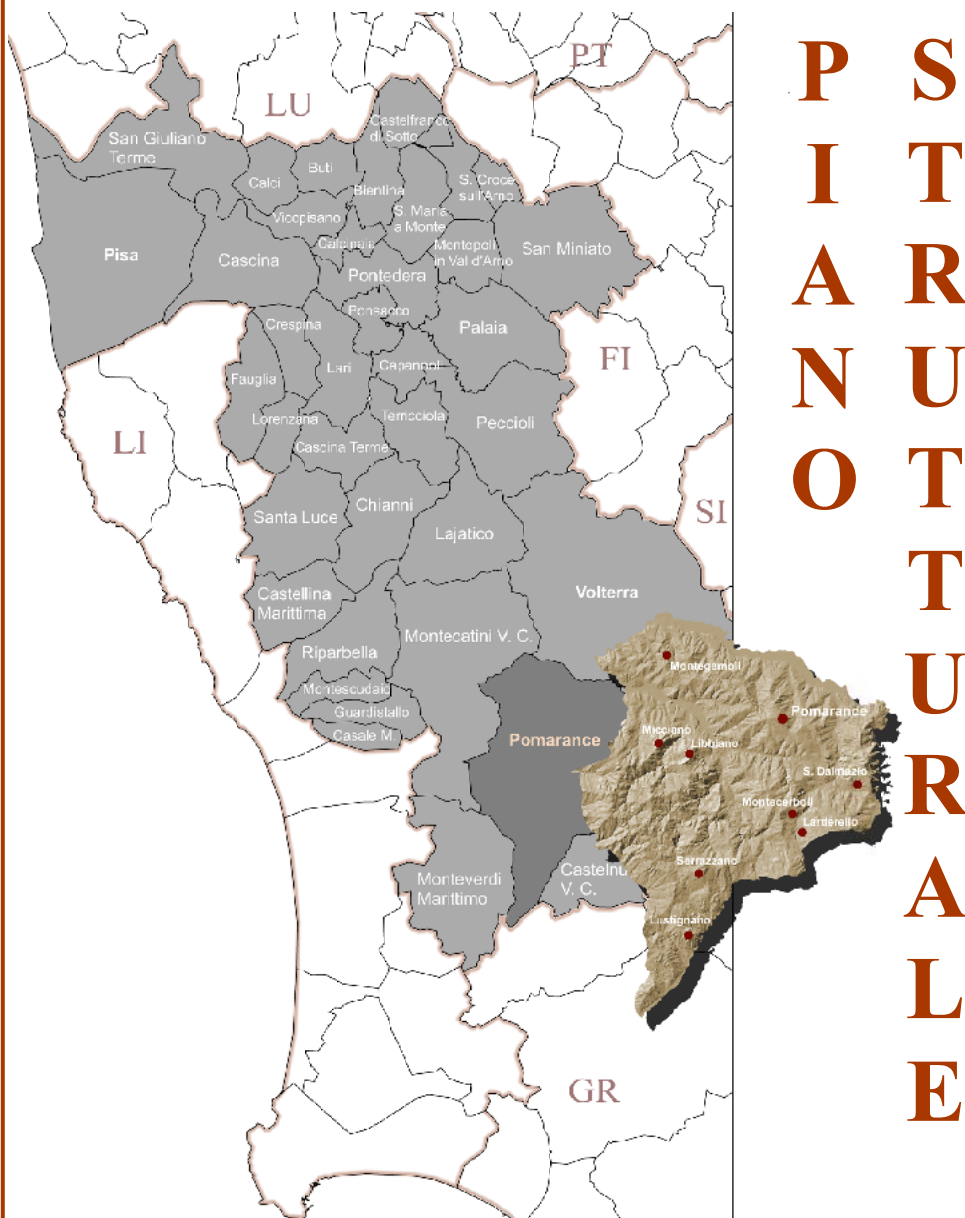 PT
LU
Castelfranco
di Sotto
San Giuliano
Terme
Buti
Calci
Bientina
S. Croce
sull'Arno
S. Maria
a Monte
Vicopisano
Calcinaia
Montopoli
in Val d'Arno
San Miniato
Pisa
Cascina
Pontedera
Ponsacco
Crespina
Palaia
Lari
Capannoli
FI
Fauglia
Lorenzana
Terricciola
Peccioli
LI
Cascina Terme
Chianni
Santa Luce
Lajatico
SI
Castellina
Marittima
Volterra
Montecatini V. C.
Riparbella
Montescudaio
Guardistallo
Casale M.
Pomarance
Monteverdi
Marittimo
Castelnu
V. C.
GR
Montegemoli
Pomarance
Micciano
Libbiano
S. Dalmazio
Montecerboli
Larderello
Serrazzano
Lustignano
PIANO
STRUTTURALE